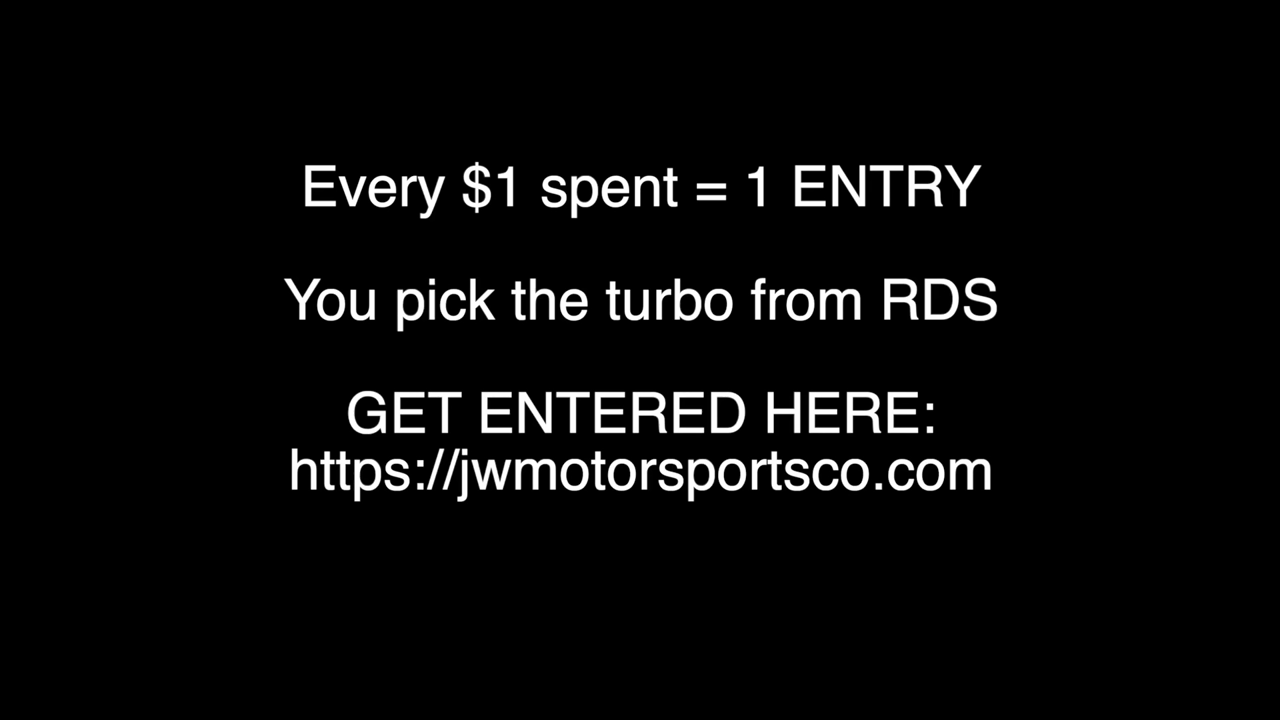 Every $1 spent = 1 ENTRY
You pick the turbo from RDS
GET ENTERED HERE:
https://jwmotorsportsco.com